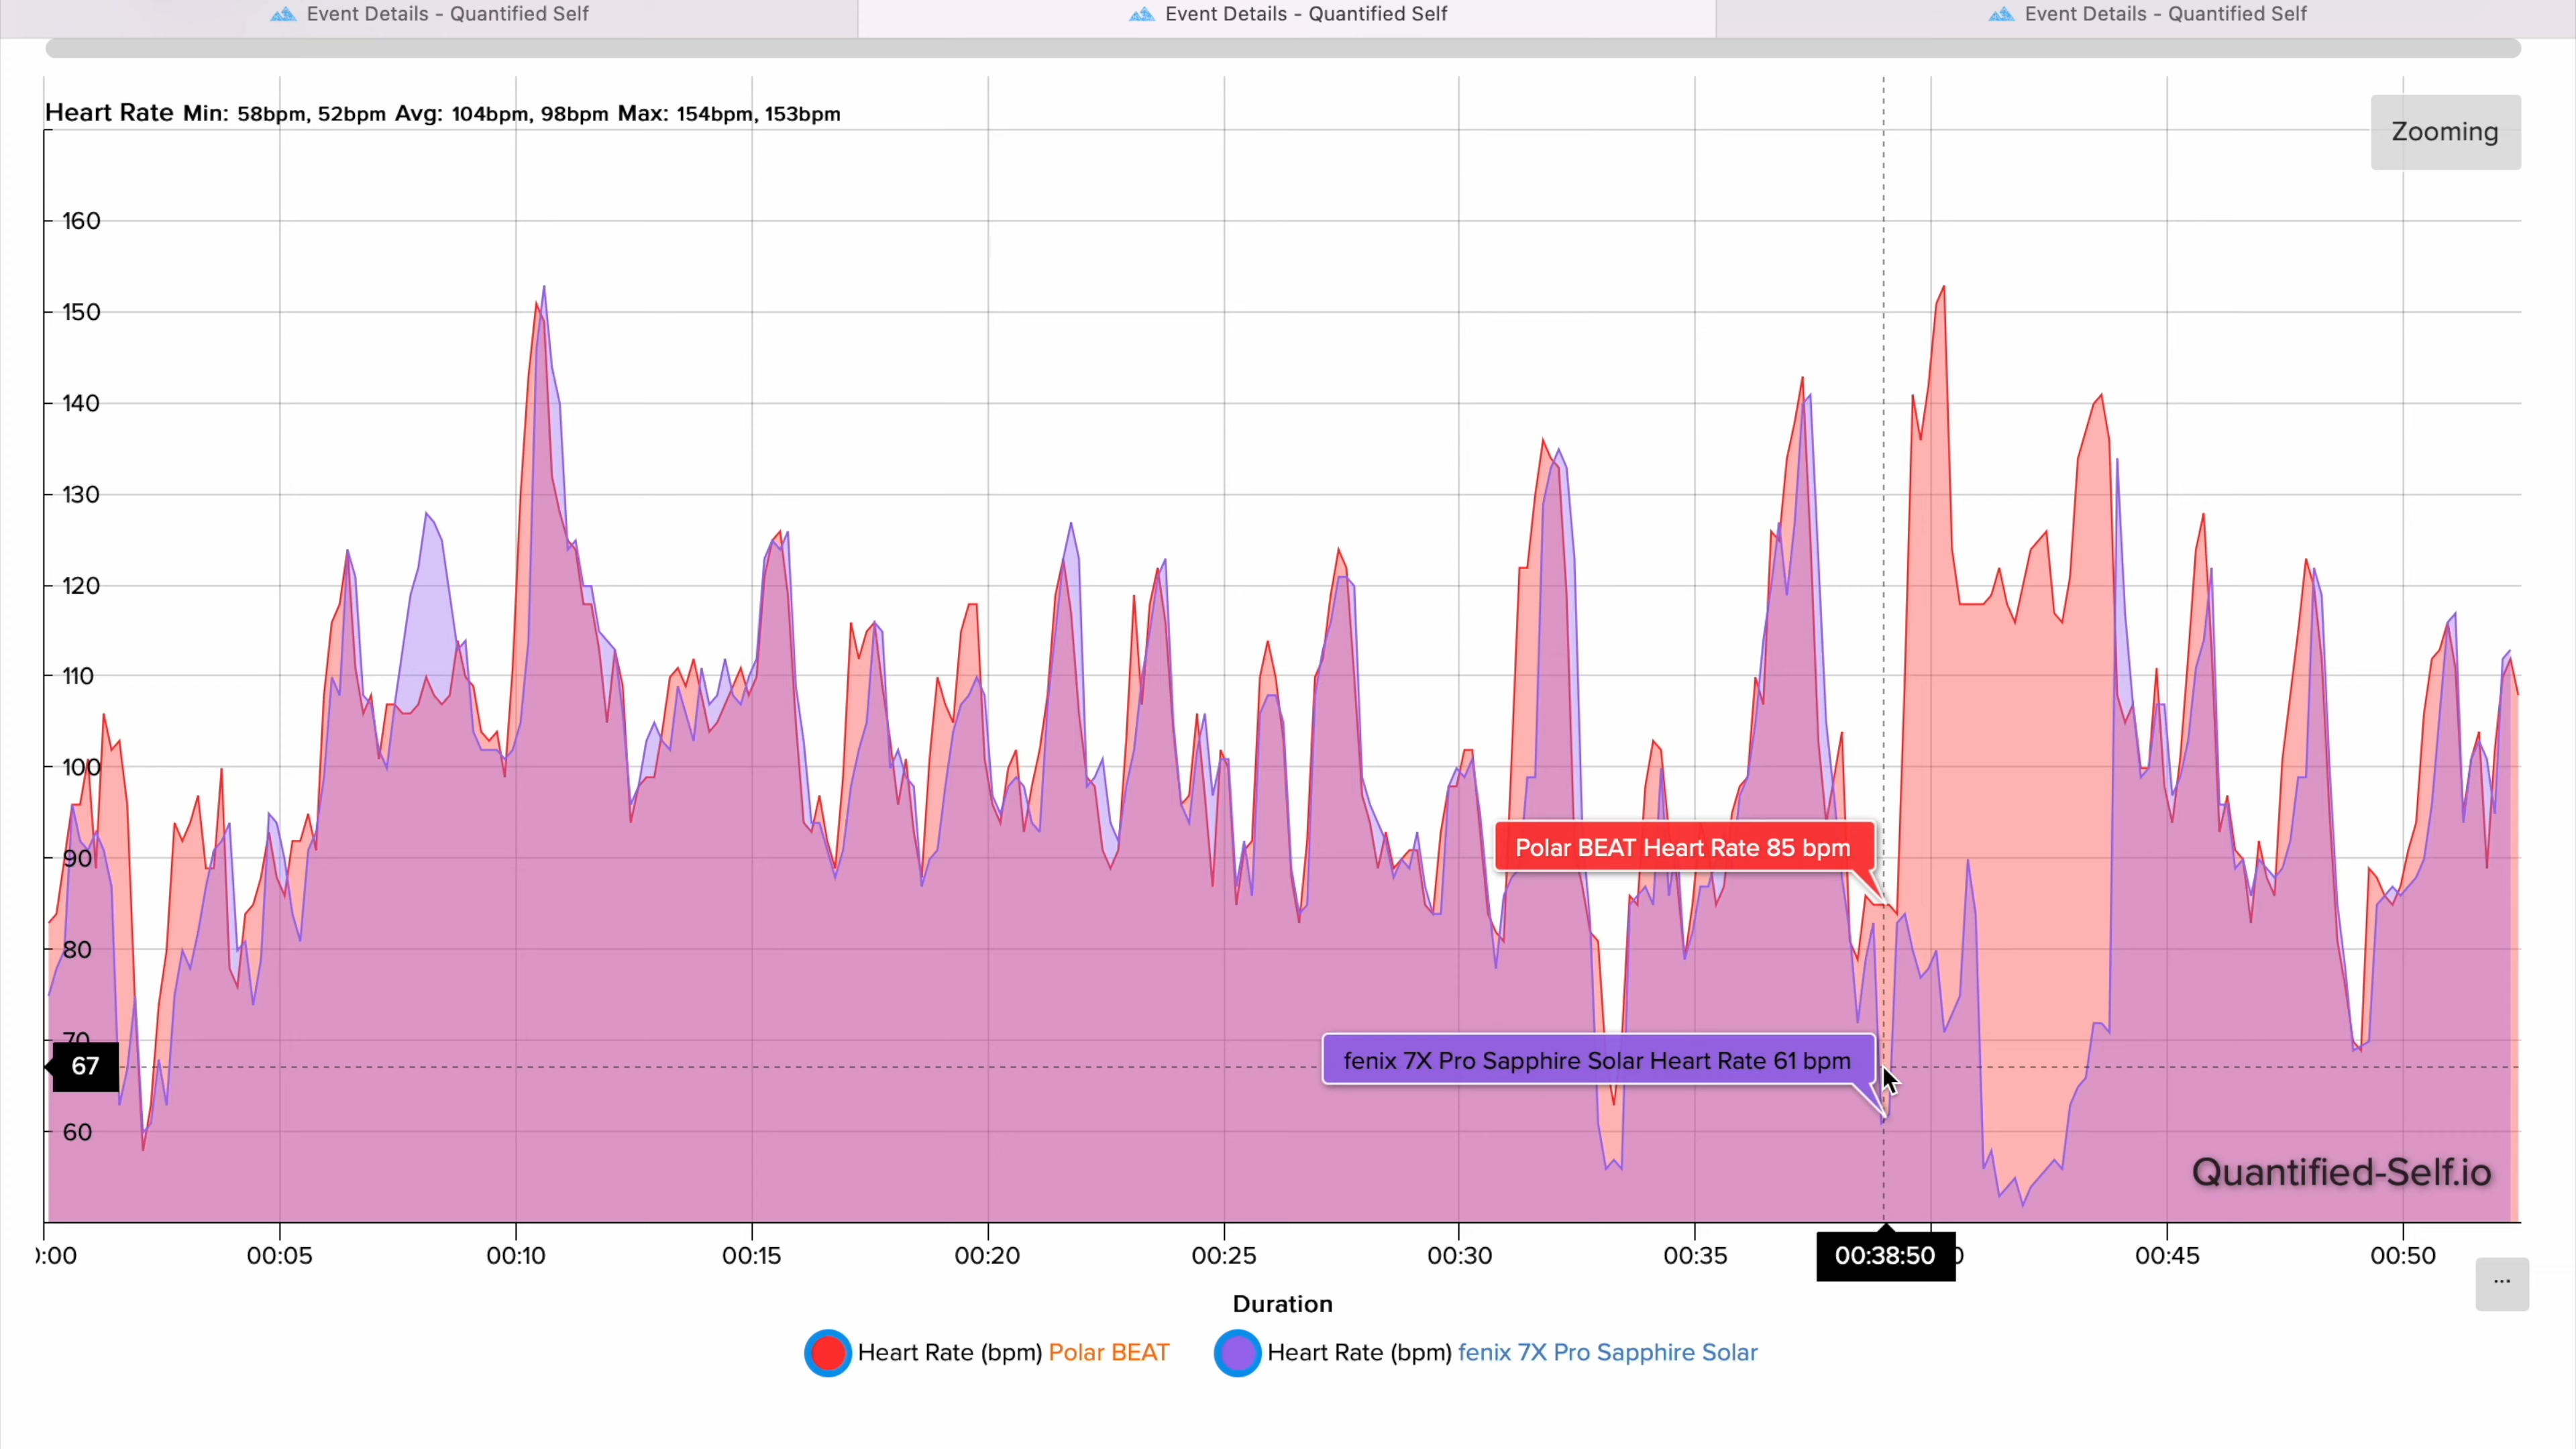 Event Details - Quantified Self
Event Details - Quantified Self
Event Details - Quantified Self
Heart Rate Min: 58bpm, 52bpm Avg: 104bpm, 98bpm Max: 154bpm, 153bpm
Zooming
160
150
140
130
120
110
100
90
Polar BEAT Heart Rate 85 bpm
80
70
67
fenix 7X Pro Sapphire Solar Heart Rate 61 bpm
60
Quantified-Self.io
):00
00:05
00:10
00:15
00:20
00:25
00:30
00:35
00:38:50
00:45
00:50
...
Duration
Heart Rate (bpm) Polar BEAT
Heart Rate (bpm) fenix 7X Pro Sapphire Solar